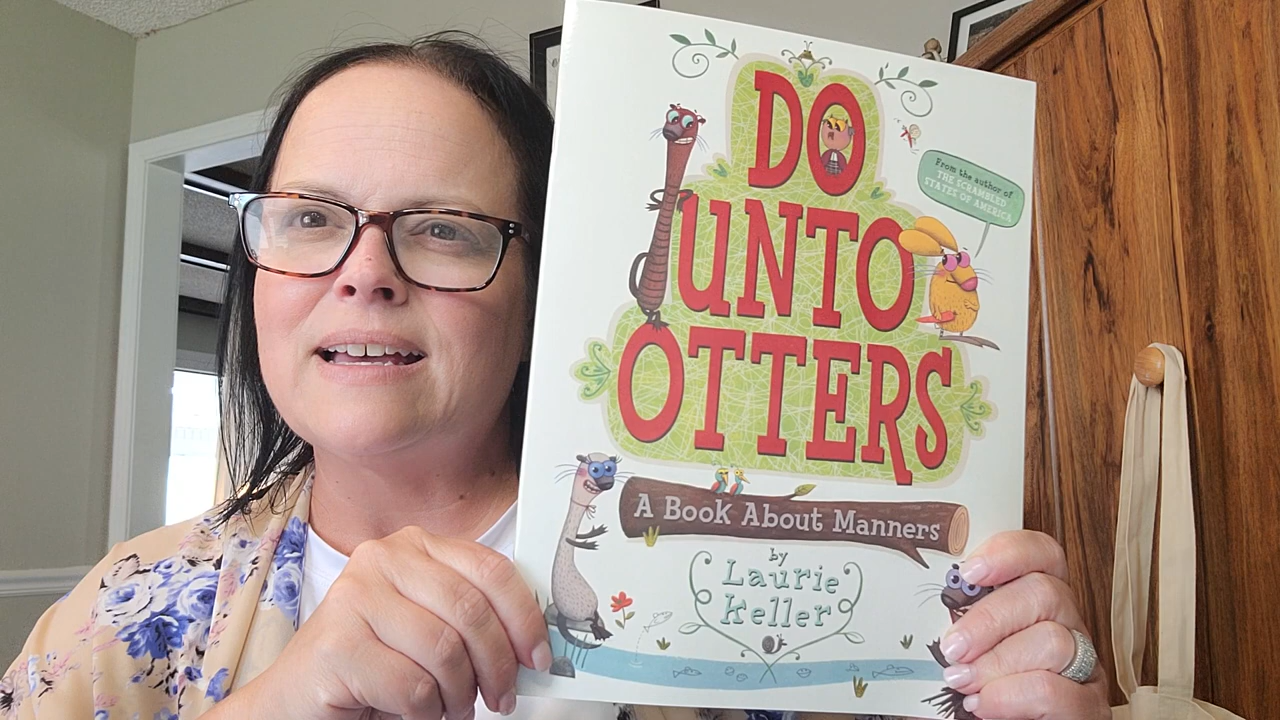 DO
UNTO
OTTERS
From the author of
THE SCRAMBLED
STATES OF AMERICA
A Book About Manners
by
Laurie
Keller